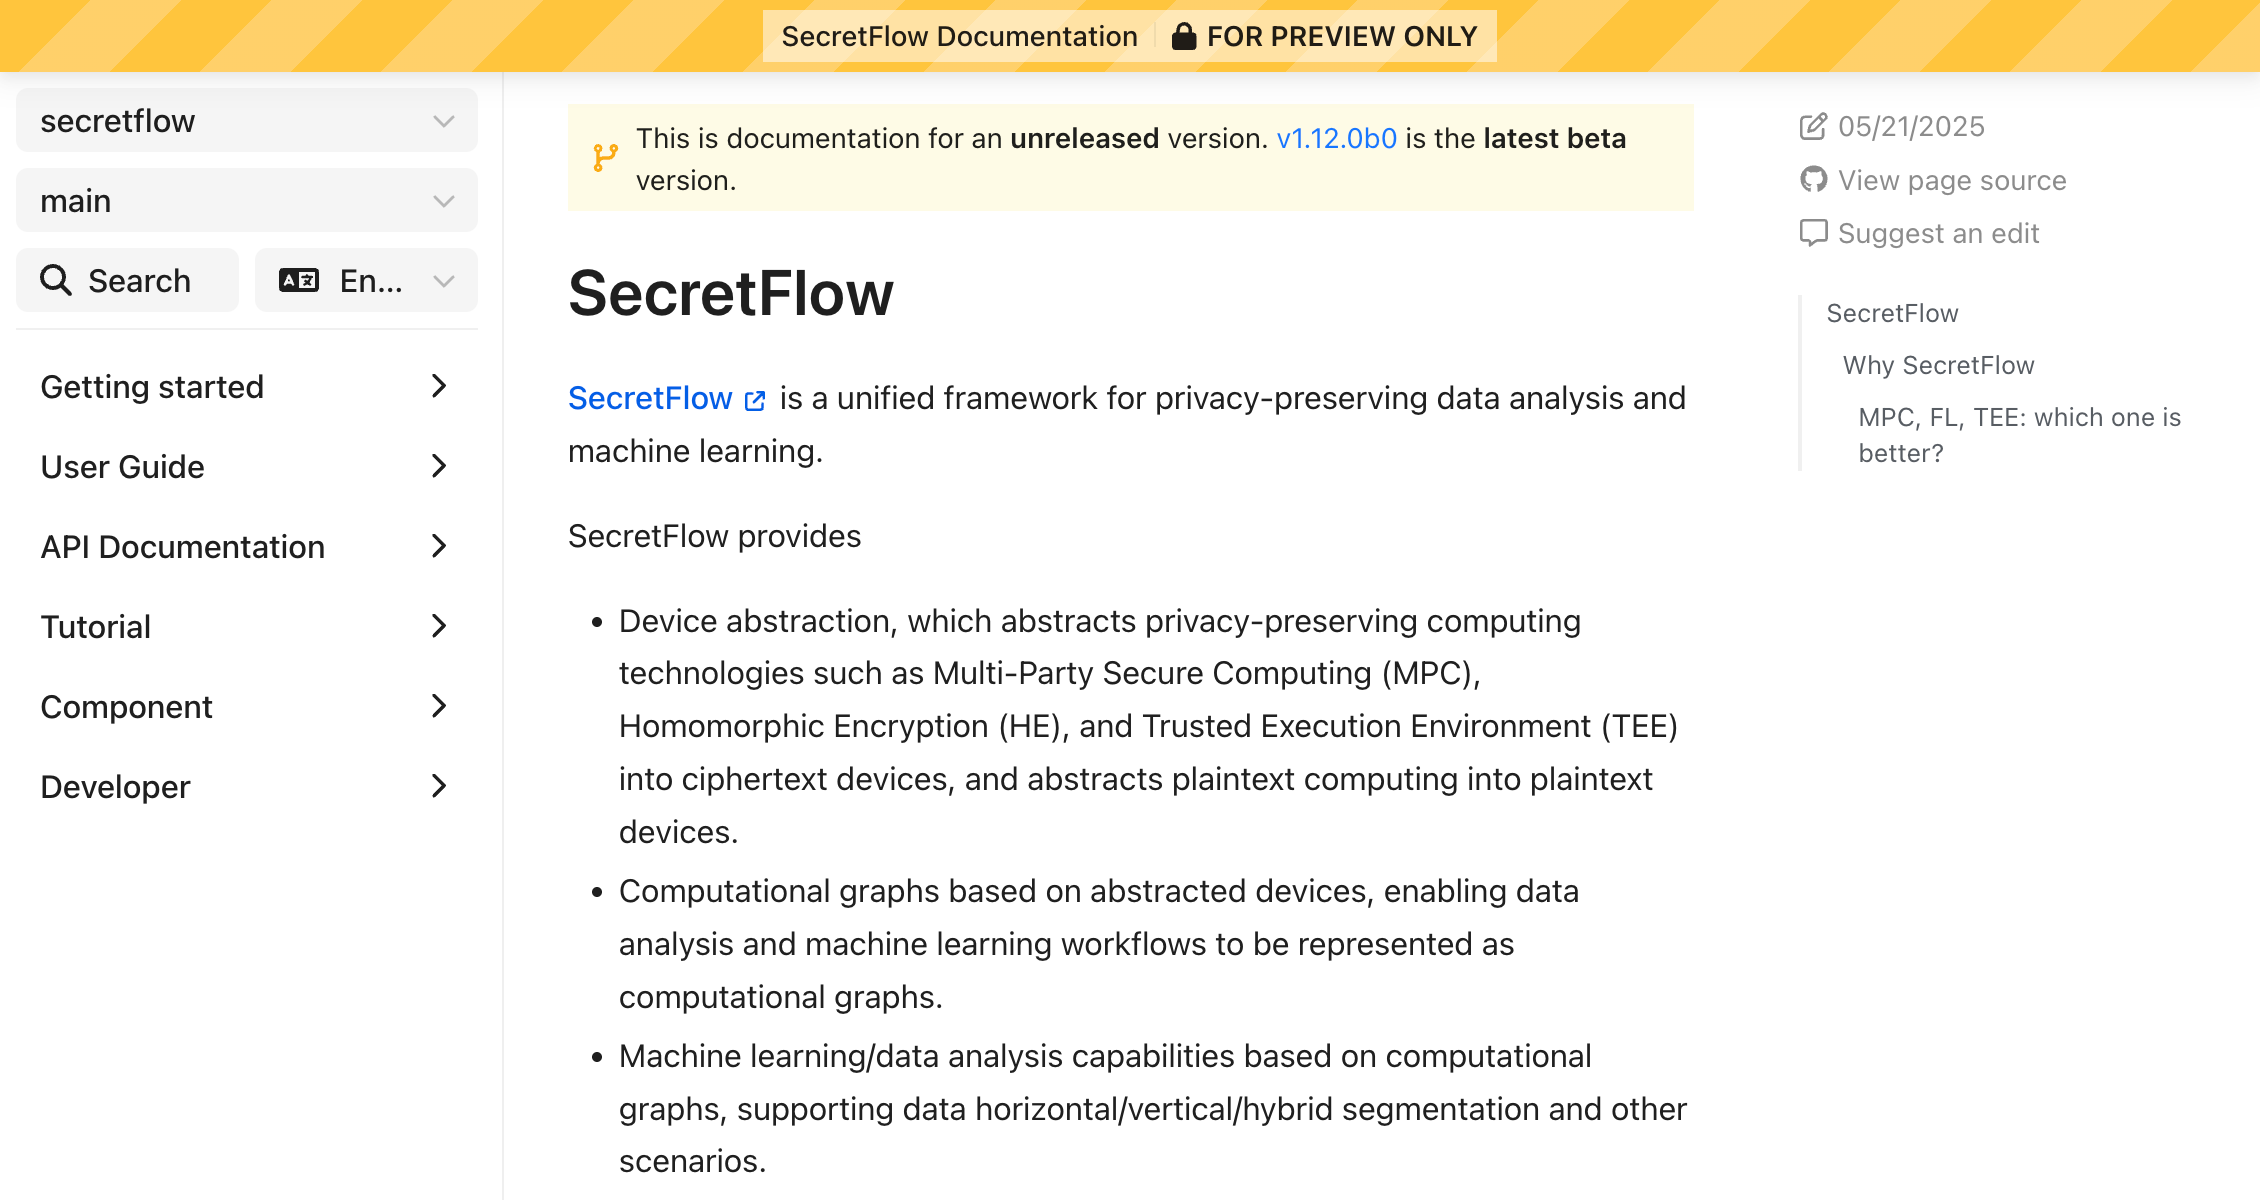 SecretFlow Documentation FOR PREVIEW ONLY
secretflow
main
Search En...
Getting started
User Guide
API Documentation
Tutorial
Component
Developer
This is documentation for an unreleased version. v1.12.0b0 is the latest beta
version.
SecretFlow
SecretFlow is a unified framework for privacy-preserving data analysis and
machine learning.
SecretFlow provides
• Device abstraction, which abstracts privacy-preserving computing
technologies such as Multi-Party Secure Computing (MPC),
Homomorphic Encryption (HE), and Trusted Execution Environment (TEE)
into ciphertext devices, and abstracts plaintext computing into plaintext
devices.
• Computational graphs based on abstracted devices, enabling data
analysis and machine learning workflows to be represented as
computational graphs.
• Machine learning/data analysis capabilities based on computational
graphs, supporting data horizontal/vertical/hybrid segmentation and other
scenarios.
05/21/2025
View page source
Suggest an edit
SecretFlow
Why SecretFlow
MPC, FL, TEE: which one is
better?